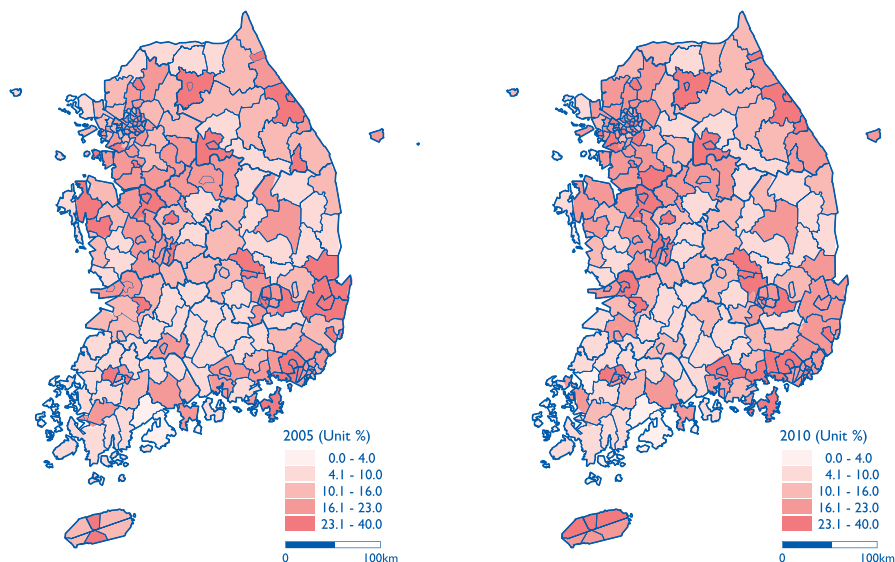 2005 (Unit %)
0.0 - 4.0
4.1 - 10.0
10.1 - 16.0
16.1 - 23.0
23.1 - 40.0
0 100km
2010 (Unit %)
0.0 - 4.0
4.1 - 10.0
10.1 - 16.0
16.1 - 23.0
23.1 - 40.0
0 100km